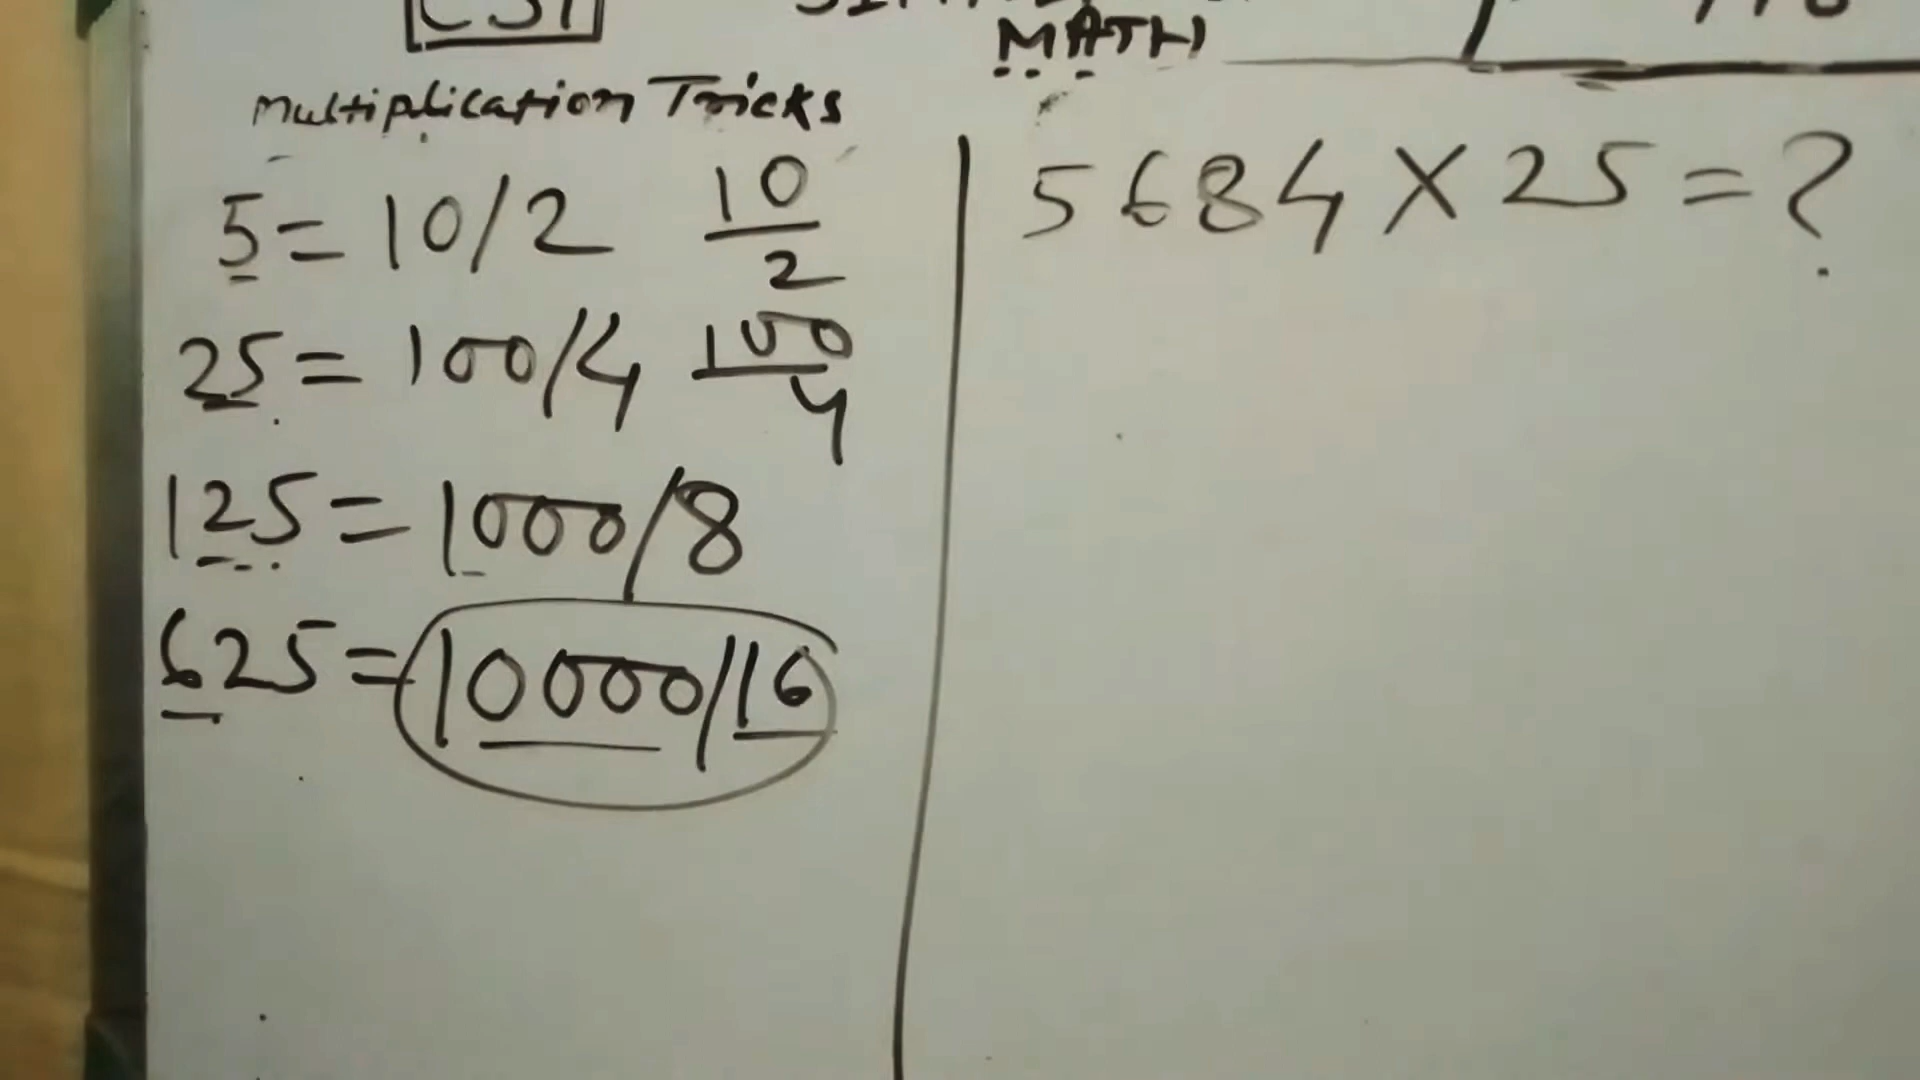 MATH
Multiplication Tricks
5 = 10/2 10/2
25 = 100/4 100/4
125 = 1000/8
625 = 10000/16
5684 × 25 = ?